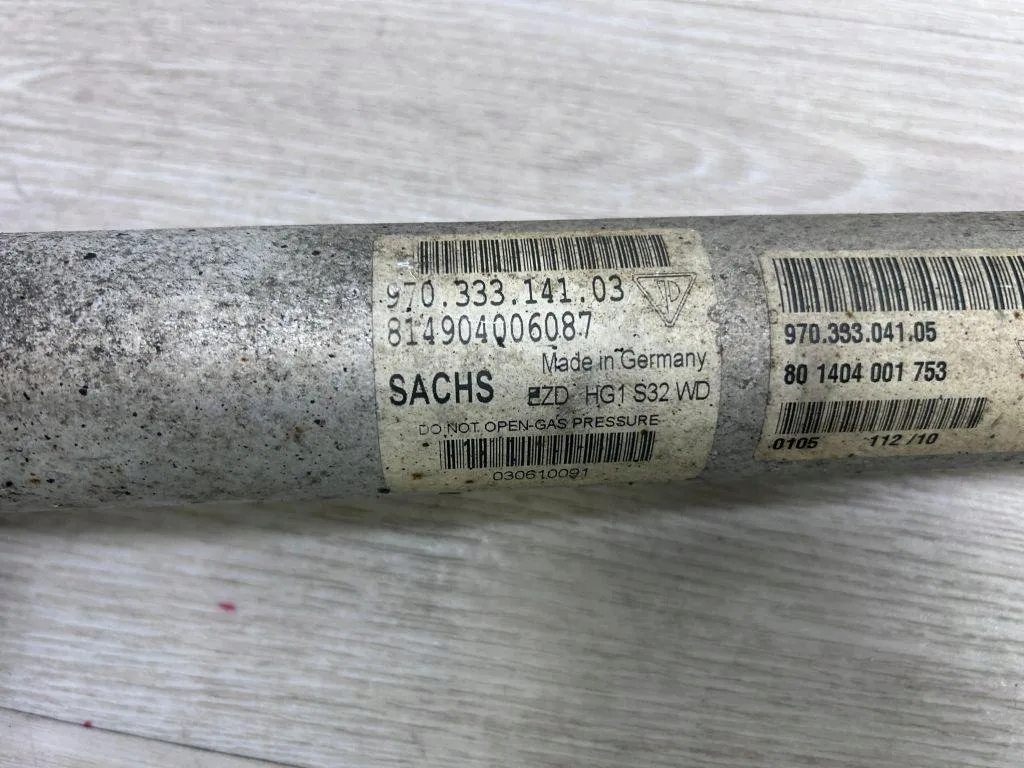 970.333.141.03
814904006087
Made in Germany
SACHS EZD HG1 S32 WD
DO NOT OPEN-GAS PRESSURE
030610091
970.333.041.05
80 1404 001 753
0105 112/10